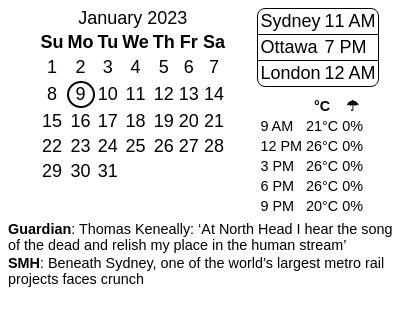 January 2023
Su Mo Tu We Th Fr Sa
1 2 3 4 5 6 7
8 9 10 11 12 13 14
15 16 17 18 19 20 21
22 23 24 25 26 27 28
29 30 31
Sydney 11 AM
Ottawa 7 PM
London 12 AM
°C ☂
9 AM 21°C 0%
12 PM 26°C 0%
3 PM 26°C 0%
6 PM 26°C 0%
9 PM 20°C 0%
Guardian: Thomas Keneally: ‘At North Head I hear the song
of the dead and relish my place in the human stream’
SMH: Beneath Sydney, one of the world’s largest metro rail
projects faces crunch